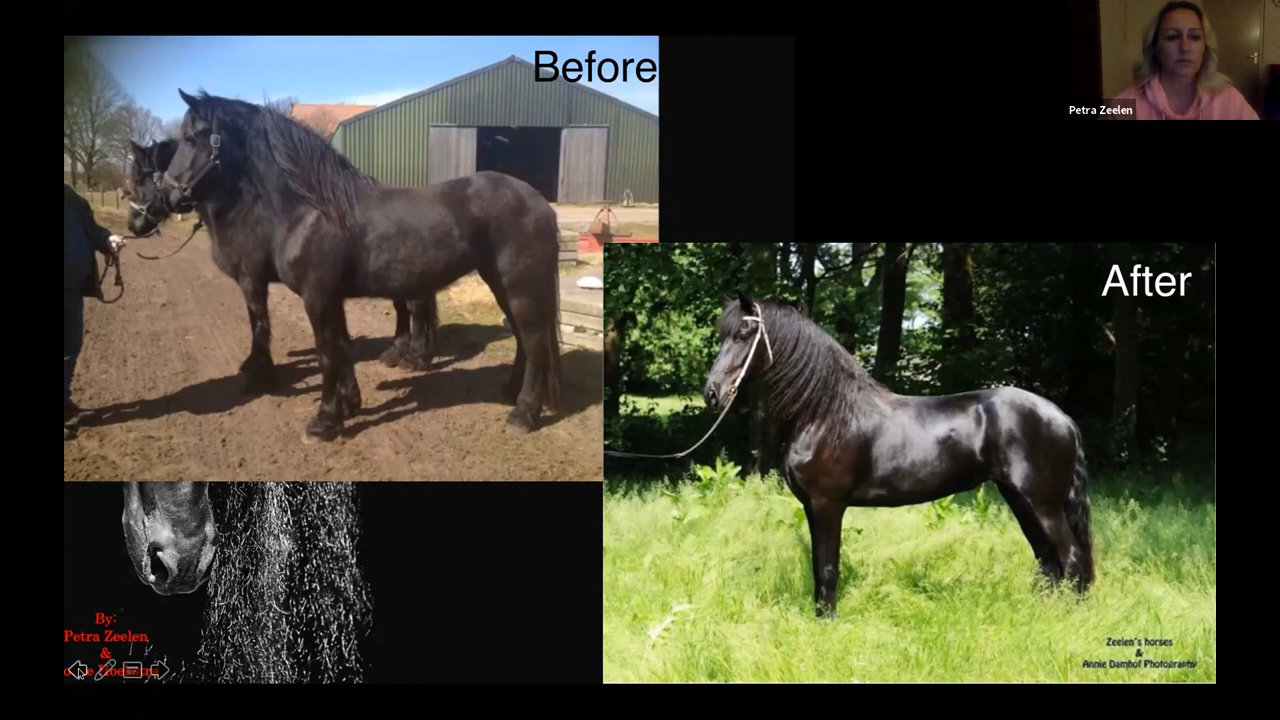 Before
Petra Zeelen
After
By:
Petra Zeelen
&
Zeelen's horses
&
Annie Damhof Photography